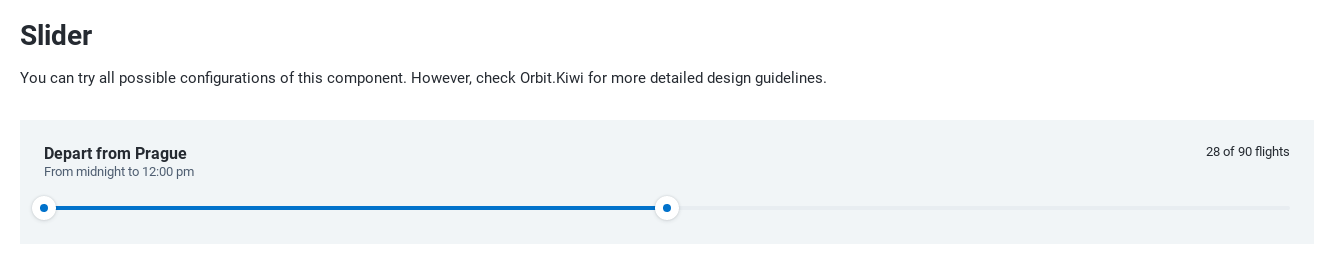 Slider
You can try all possible configurations of this component. However, check Orbit.Kiwi for more detailed design guidelines.
Depart from Prague
28 of 90 flights
From midnight to 12:00 pm